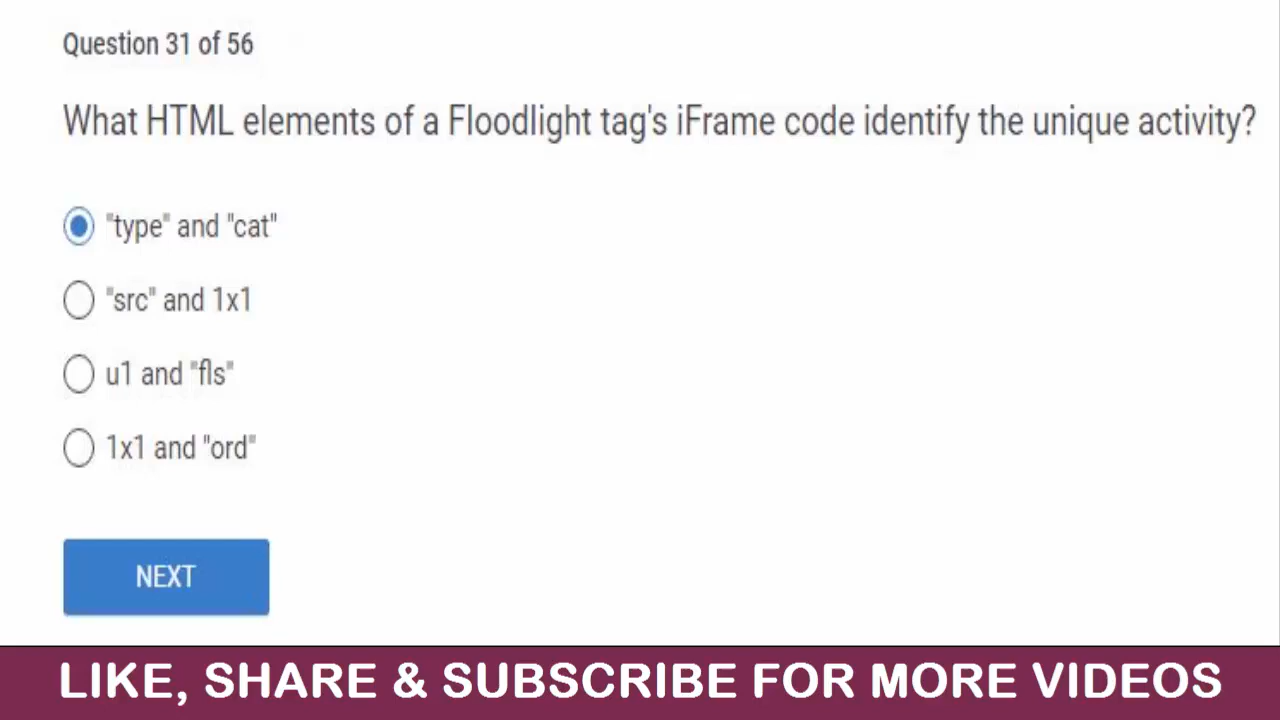 Question 31 of 56
What HTML elements of a Floodlight tag's iFrame code identify the unique activity?
"type" and "cat"
"src" and 1x1
u1 and "fls"
1x1 and "ord"
NEXT
LIKE, SHARE & SUBSCRIBE FOR MORE VIDEOS